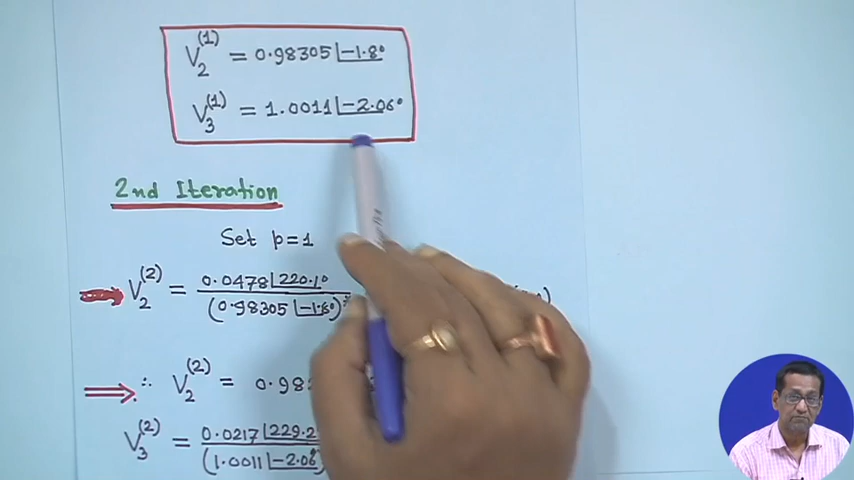 V₂⁽¹⁾ = 0.98305 ∠-1.8°
V₃⁽¹⁾ = 1.0011 ∠-2.06°
2nd Iteration
Set p=1
V₂⁽²⁾ = 0.0478 ∠220.1° / (0.98305 ∠-1.8°)*
∴ V₂⁽²⁾ = 0.98
V₃⁽²⁾ = 0.0217 ∠229.2 / (1.0011 ∠-2.06°)